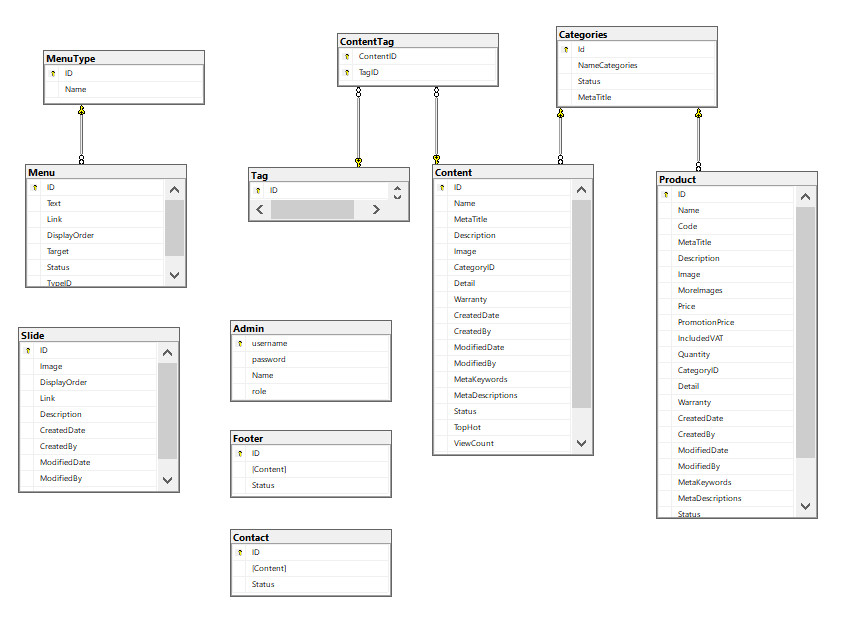 MenuType
ID
Name
ContentTag
ContentID
TagID
Categories
Id
NameCategories
Status
MetaTitle
Menu
ID
Text
Link
DisplayOrder
Target
Status
TypeID
Tag
ID
Content
ID
Name
MetaTitle
Description
Image
CategoryID
Detail
Warranty
CreatedDate
CreatedBy
ModifiedDate
ModifiedBy
MetaKeywords
MetaDescriptions
Status
TopHot
ViewCount
Product
ID
Name
Code
MetaTitle
Description
Image
MoreImages
Price
PromotionPrice
IncludedVAT
Quantity
CategoryID
Detail
Warranty
CreatedDate
CreatedBy
ModifiedDate
ModifiedBy
MetaKeywords
MetaDescriptions
Status
Slide
ID
Image
DisplayOrder
Link
Description
CreatedDate
CreatedBy
ModifiedDate
ModifiedBy
Admin
username
password
Name
role
Footer
ID
[Content]
Status
Contact
ID
[Content]
Status